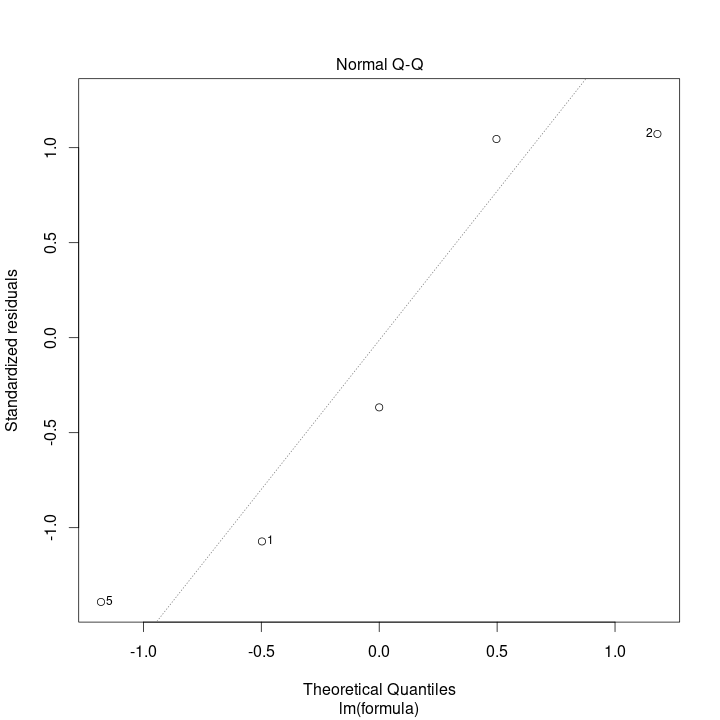 Normal Q-Q
Standardized residuals
1.0
0.5
0.0
-0.5
-1.0
2
1
5
-1.0 -0.5 0.0 0.5 1.0
Theoretical Quantiles
lm(formula)